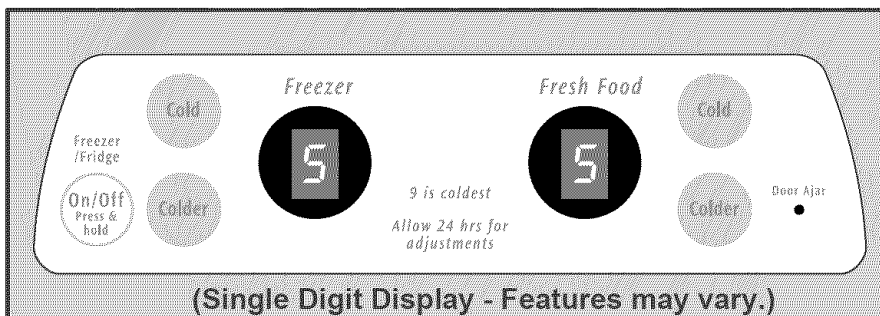 Freezer
Fresh Food
Cold
Cold
Freezer
/Fridge
5
5
On/Off
Press &
hold
Colder
9 is coldest
Allow 24 hrs for
adjustments
Colder
Door Ajar
(Single Digit Display - Features may vary.)